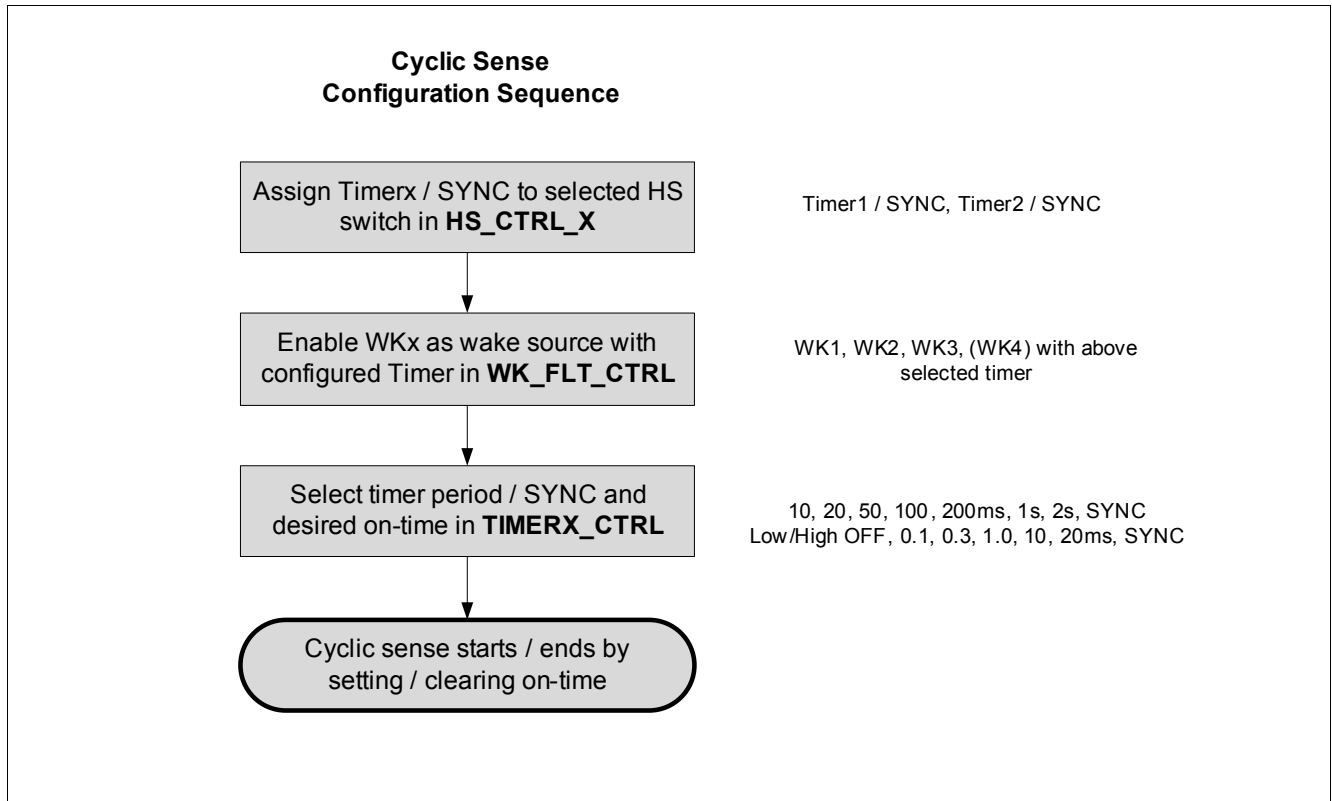 Cyclic Sense
Configuration Sequence
Assign Timerx / SYNC to selected HS
switch in HS_CTRL_X
Timer1 / SYNC, Timer2 / SYNC
Enable WKx as wake source with
configured Timer in WK_FLT_CTRL
WK1, WK2, WK3, (WK4) with above
selected timer
Select timer period / SYNC and
desired on-time in TIMERX_CTRL
10, 20, 50, 100, 200ms, 1s, 2s, SYNC
Low/High OFF, 0.1, 0.3, 1.0, 10, 20ms, SYNC
Cyclic sense starts / ends by
setting / clearing on-time